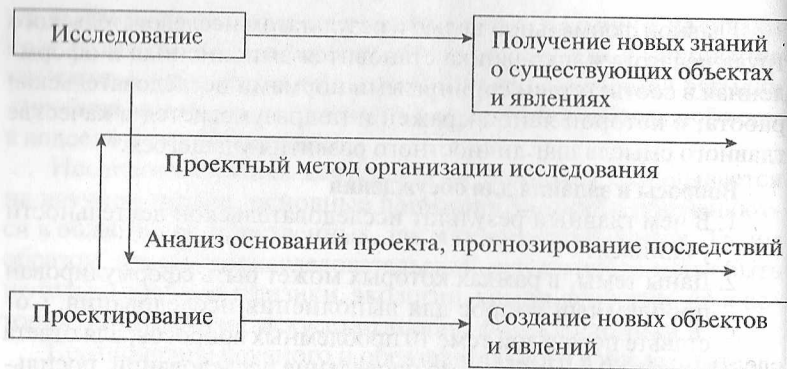 Исследование
Получение новых знаний
о существующих объектах
и явлениях
Проектный метод организации исследования
Анализ оснований проекта, прогнозирование последствий
Проектирование
Создание новых объектов
и явлений